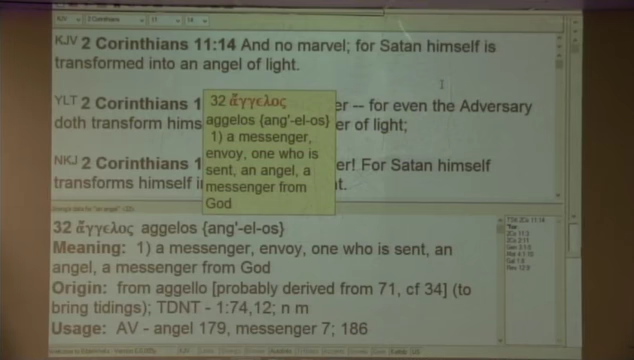 KJV 2 Corinthians 11:14 And no marvel; for Satan himself is
transformed into an angel of light.
YLT 2 Corinthians 1 er -- for even the Adversary
doth transform hims er of light;
NKJ 2 Corinthians 1 er! For Satan himself
transforms himself i t.
32 ἄγγελος
aggelos {ang'-el-os}
1) a messenger,
envoy, one who is
sent, an angel, a
messenger from
God
32 ἄγγελος aggelos {ang'-el-os}
Meaning: 1) a messenger, envoy, one who is sent, an
angel, a messenger from God
Origin: from aggello [probably derived from 71, cf 34] (to
bring tidings); TDNT - 1:74,12; n m
Usage: AV - angel 179, messenger 7; 186